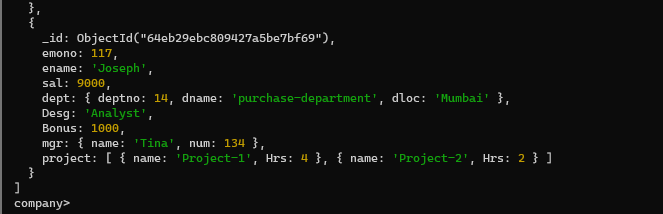 },
{
_id: ObjectId("64eb29ebc809427a5be7bf69"),
emono: 117,
ename: 'Joseph',
sal: 9000,
dept: { deptno: 14, dname: 'purchase-department', dloc: 'Mumbai' },
Desg: 'Analyst',
Bonus: 1000,
mgr: { name: 'Tina', num: 134 },
project: [ { name: 'Project-1', Hrs: 4 }, { name: 'Project-2', Hrs: 2 } ]
}
]
company>